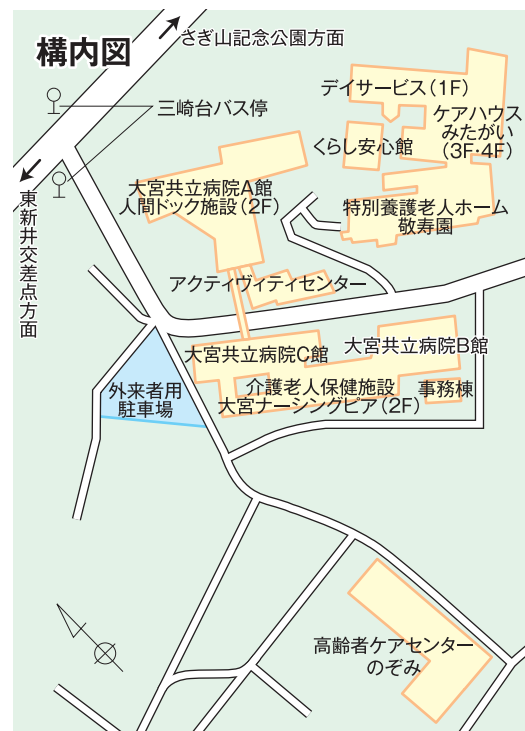 構内図
さぎ山記念公園方面
三崎台バス停
東新井交差点方面
デイサービス(1F)
ケアハウス
みたがい
(3F・4F)
くらし安心館
大宮共立病院A館
人間ドック施設(2F)
特別養護老人ホーム
敬寿園
アクティヴィティセンター
大宮共立病院C館
大宮共立病院B館
介護老人保健施設
大宮ナーシングピア(2F)
事務棟
外来者用
駐車場
高齢者ケアセンター
のぞみ